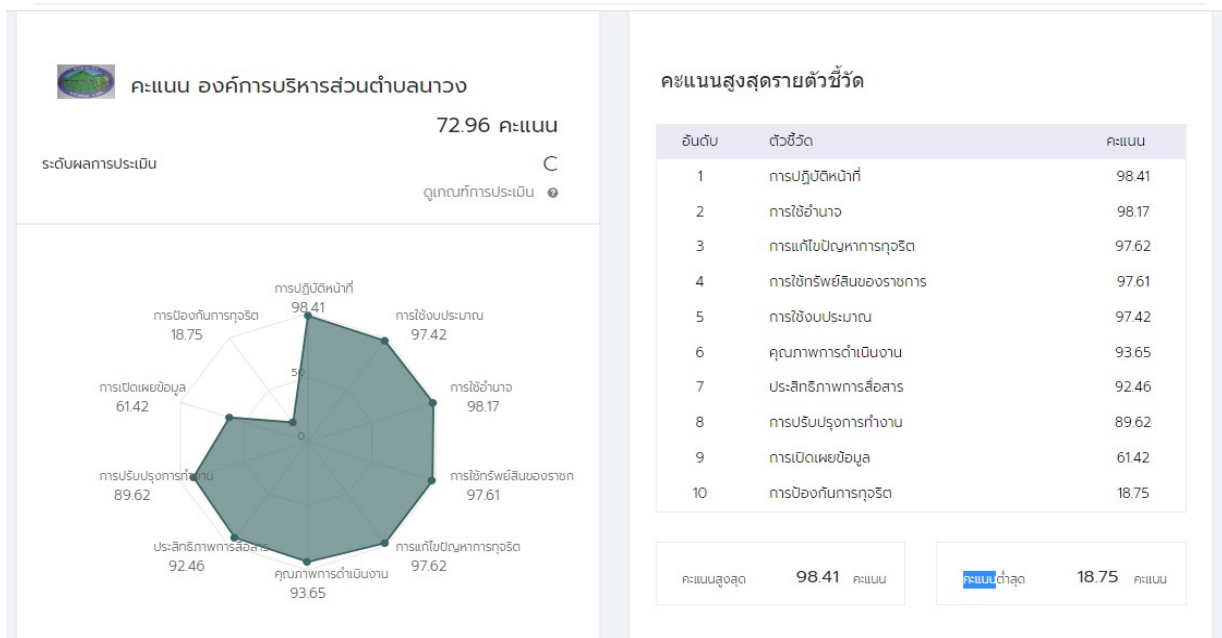 คะแนน องค์การบริหารส่วนตำบลนาวง
72.96 คะแนน
ระดับผลการประเมิน C
ดูเกณฑ์การประเมิน
การปฏิบัติหน้าที่
98.41
การใช้งบประมาณ
97.42
การใช้อำนาจ
98.17
การใช้ทรัพย์สินของราชก
97.61
การแก้ไขปัญหาการทุจริต
97.62
คุณภาพการดำเนินงาน
93.65
ประสิทธิภาพการสื่อสาร
92.46
การปรับปรุงการทำงาน
89.62
การเปิดเผยข้อมูล
61.42
การป้องกันการทุจริต
18.75
50
0
คะแนนสูงสุดรายตัวชี้วัด
อันดับ ตัวชี้วัด คะแนน
1 การปฏิบัติหน้าที่ 98.41
2 การใช้อำนาจ 98.17
3 การแก้ไขปัญหาการทุจริต 97.62
4 การใช้ทรัพย์สินของราชการ 97.61
5 การใช้งบประมาณ 97.42
6 คุณภาพการดำเนินงาน 93.65
7 ประสิทธิภาพการสื่อสาร 92.46
8 การปรับปรุงการทำงาน 89.62
9 การเปิดเผยข้อมูล 61.42
10 การป้องกันการทุจริต 18.75
คะแนนสูงสุด 98.41 คะแนน
คะแนนต่ำสุด 18.75 คะแนน